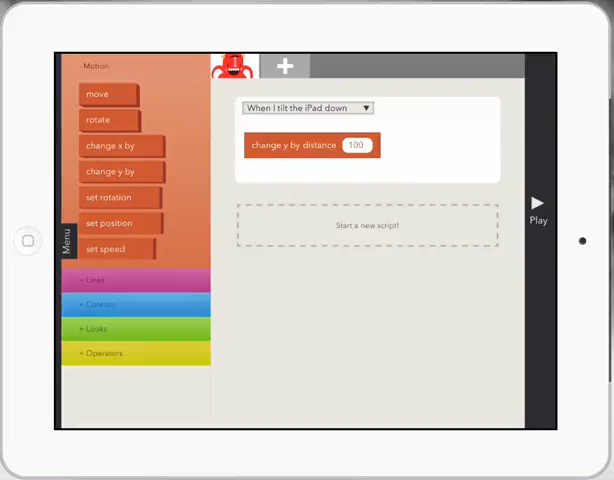 - Motion
move
rotate
change x by
change y by
set rotation
set position
set speed
+ Lines
+ Control
+ Looks
+ Operators
Menu
+
When I tilt the iPad down ▼
change y by distance 100
Start a new script!
Play